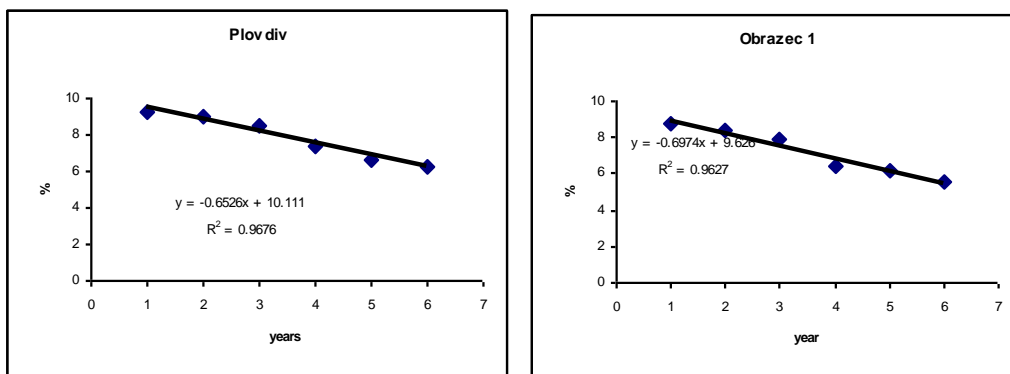 Plovdiv
10
8
6
4
2
0
%
y = -0.6526x + 10.111
R² = 0.9676
0 1 2 3 4 5 6 7
years
Obrazec 1
10
8
6
4
2
0
%
y = -0.6974x + 9.626
R² = 0.9627
0 1 2 3 4 5 6 7
year